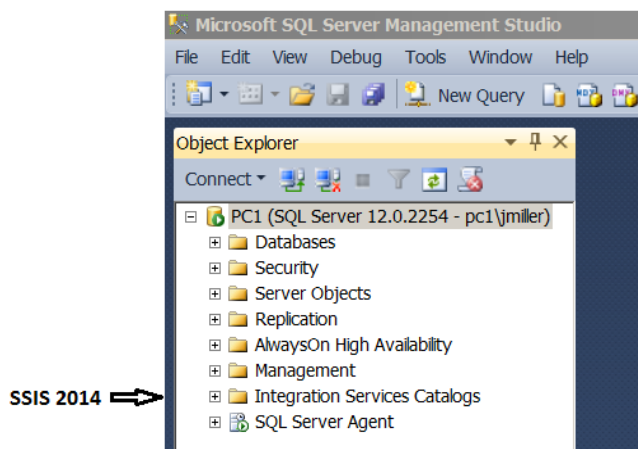 Microsoft SQL Server Management Studio
File Edit View Debug Tools Window Help
New Query
Object Explorer
Connect
PC1 (SQL Server 12.0.2254 - pc1\jmiller)
Databases
Security
Server Objects
Replication
AlwaysOn High Availability
Management
SSIS 2014 Integration Services Catalogs
SQL Server Agent